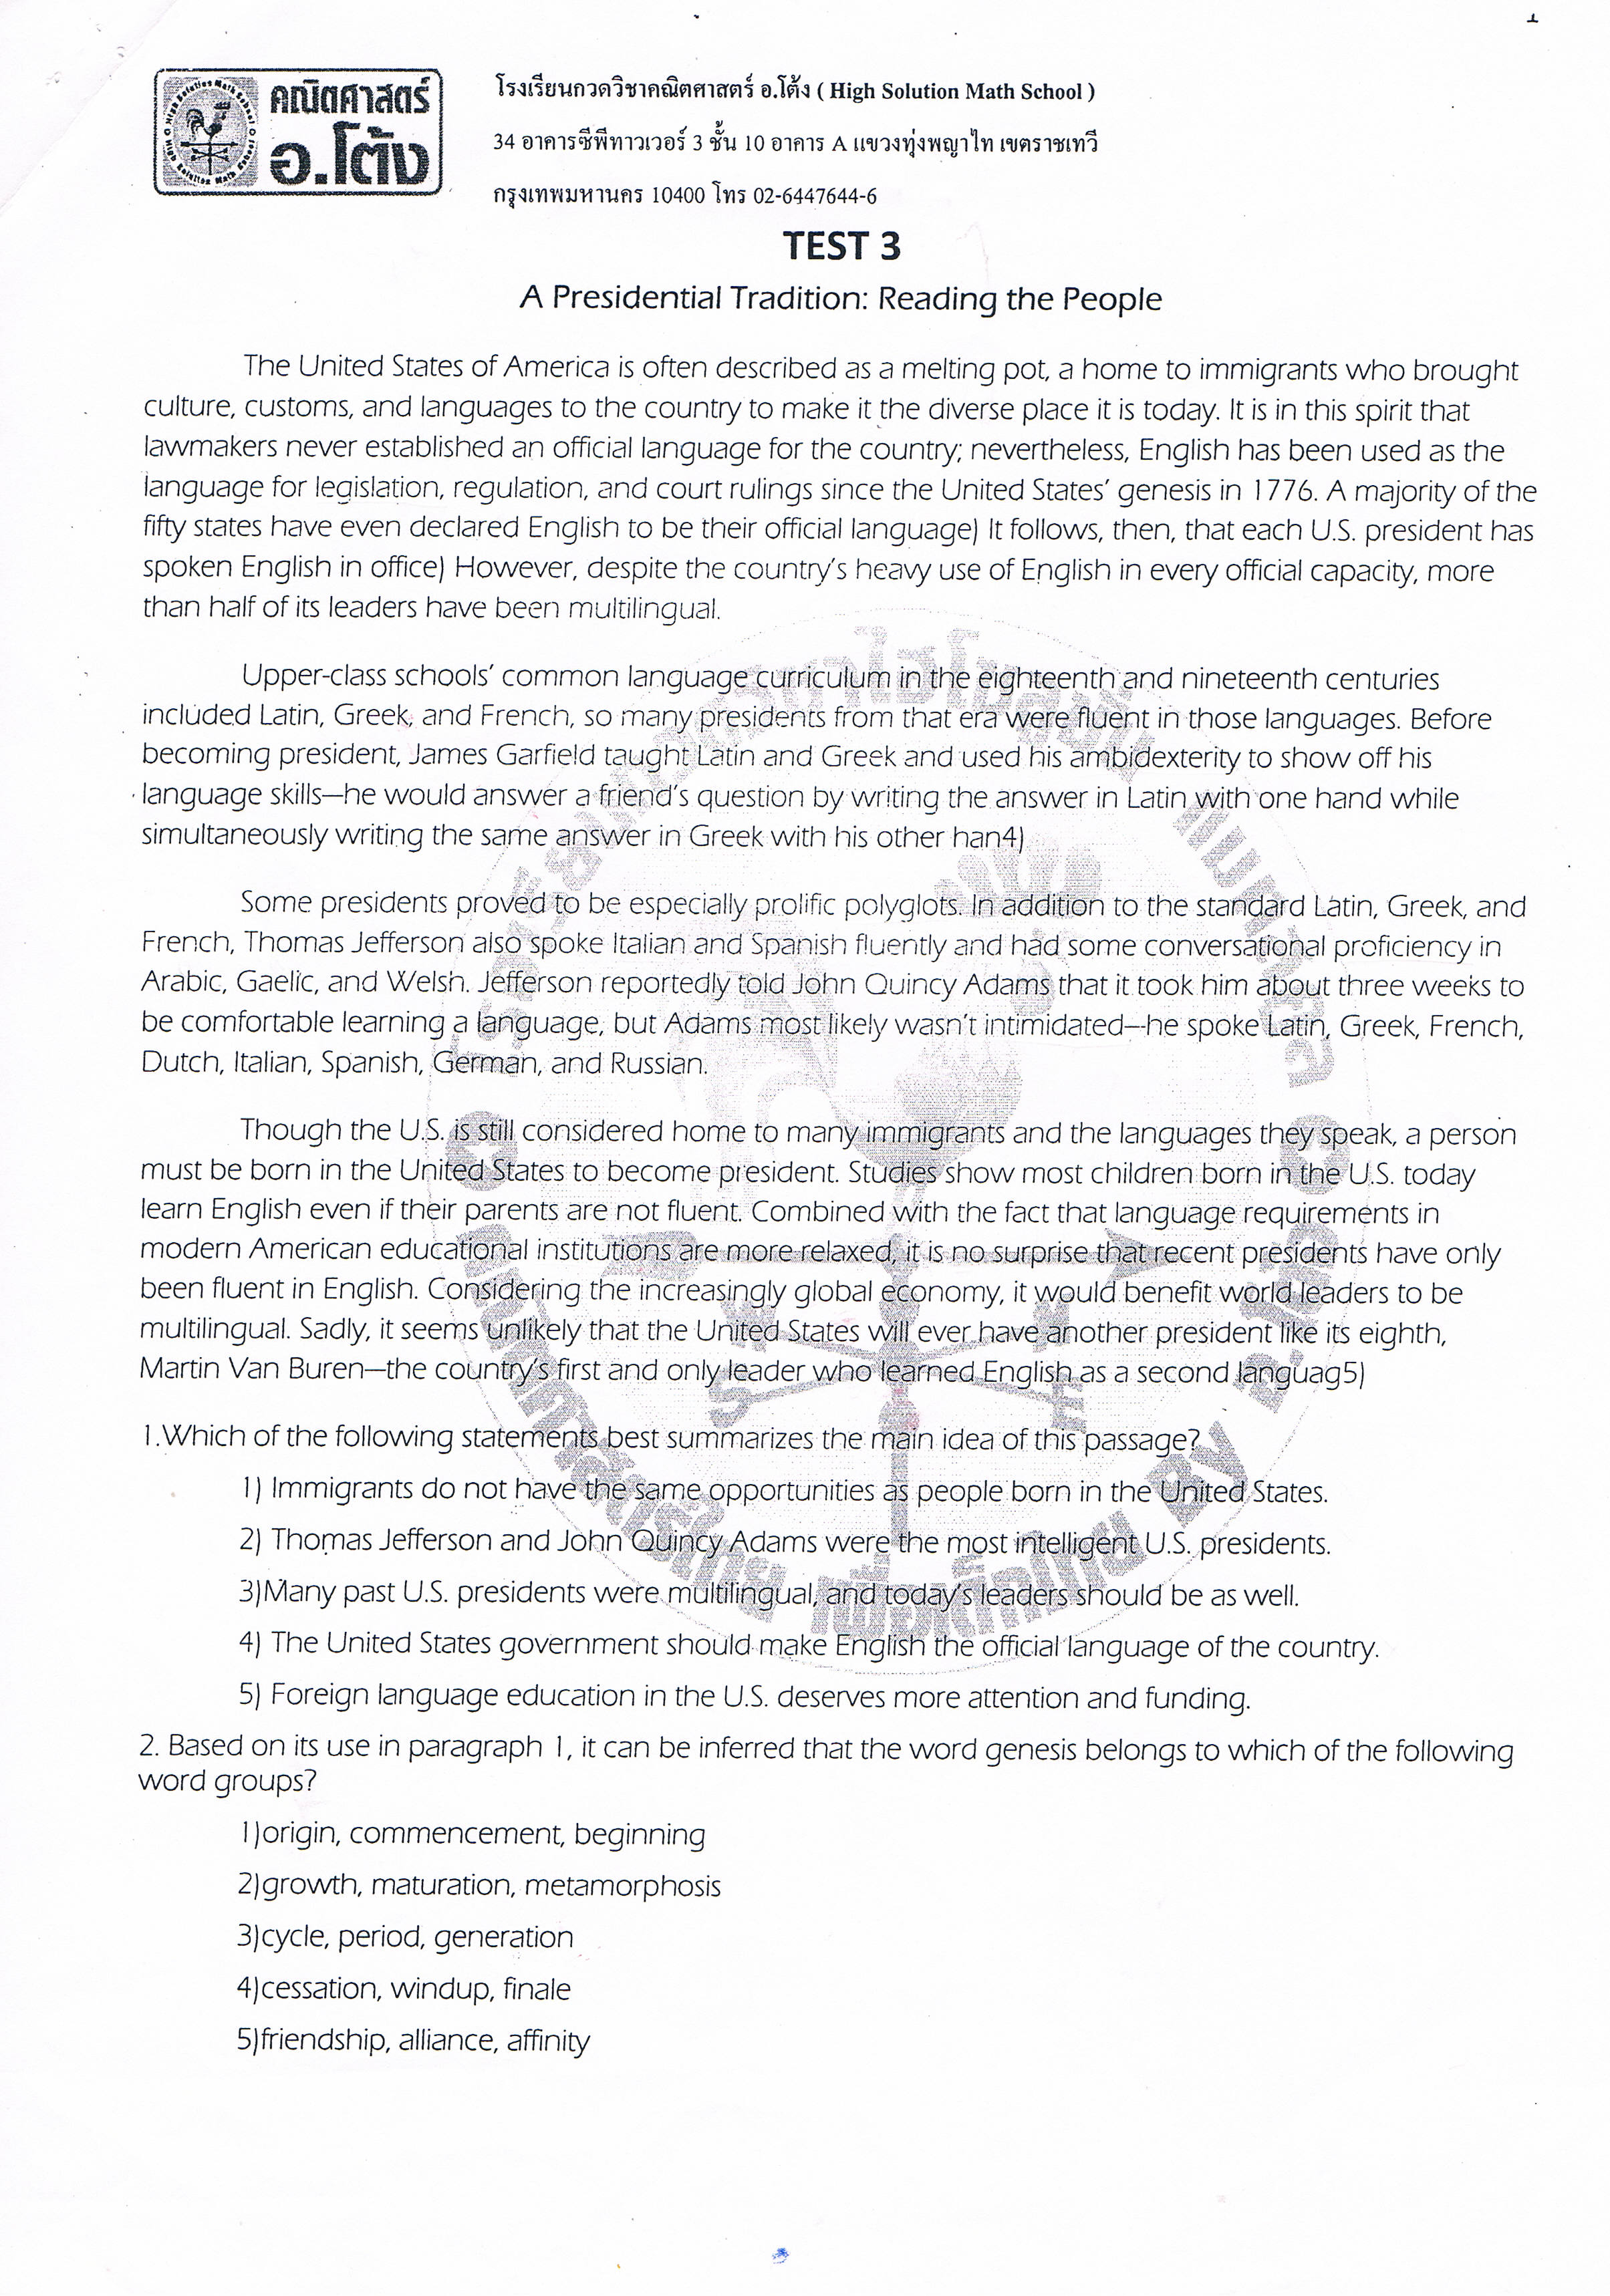 1
คณิตศาสตร์
อ.โต้ง
โรงเรียนกวดวิชาคณิตศาสตร์ อ.โต้ง ( High Solution Math School )
34 อาคารซีพีทาวเวอร์ 3 ชั้น 10 อาคาร A แขวงทุ่งพญาไท เขตราชเทวี
กรุงเทพมหานคร 10400 โทร 02-6447644-6
TEST 3
A Presidential Tradition: Reading the People
The United States of America is often described as a melting pot, a home to immigrants who brought
culture, customs, and languages to the country to make it the diverse place it is today. It is in this spirit that
lawmakers never established an official language for the country; nevertheless, English has been used as the
language for legislation, regulation, and court rulings since the United States' genesis in 1776. A majority of the
fifty states have even declared English to be their official language) It follows, then, that each U.S. president has
spoken English in office) However, despite the country's heavy use of English in every official capacity, more
than half of its leaders have been multilingual.
Upper-class schools' common language curriculum in the eighteenth and nineteenth centuries
included Latin, Greek, and French, so many presidents from that era were fluent in those languages. Before
becoming president, James Garfield taught Latin and Greek and used his ambidexterity to show off his
language skills—he would answer a friend's question by writing the answer in Latin with one hand while
simultaneously writing the same answer in Greek with his other han4)
Some presidents proved to be especially prolific polyglots. In addition to the standard Latin, Greek, and
French, Thomas Jefferson also spoke Italian and Spanish fluently and had some conversational proficiency in
Arabic, Gaelic, and Welsh. Jefferson reportedly told John Quincy Adams that it took him about three weeks to
be comfortable learning a language, but Adams most likely wasn't intimidated—he spoke Latin, Greek, French,
Dutch, Italian, Spanish, German, and Russian.
Though the U.S. is still considered home to many immigrants and the languages they speak, a person
must be born in the United States to become president. Studies show most children born in the U.S. today
learn English even if their parents are not fluent. Combined with the fact that language requirements in
modern American educational institutions are more relaxed, it is no surprise that recent presidents have only
been fluent in English. Considering the increasingly global economy, it would benefit world leaders to be
multilingual. Sadly, it seems unlikely that the United States will ever have another president like its eighth,
Martin Van Buren—the country's first and only leader who learned English as a second languag5)
1.Which of the following statements best summarizes the main idea of this passage?
1) Immigrants do not have the same opportunities as people born in the United States.
2) Thomas Jefferson and John Quincy Adams were the most intelligent U.S. presidents.
3)Many past U.S. presidents were multilingual, and today's leaders should be as well.
4) The United States government should make English the official language of the country.
5) Foreign language education in the U.S. deserves more attention and funding.
2. Based on its use in paragraph 1, it can be inferred that the word genesis belongs to which of the following
word groups?
1)origin, commencement, beginning
2)growth, maturation, metamorphosis
3)cycle, period, generation
4)cessation, windup, finale
5)friendship, alliance, affinity